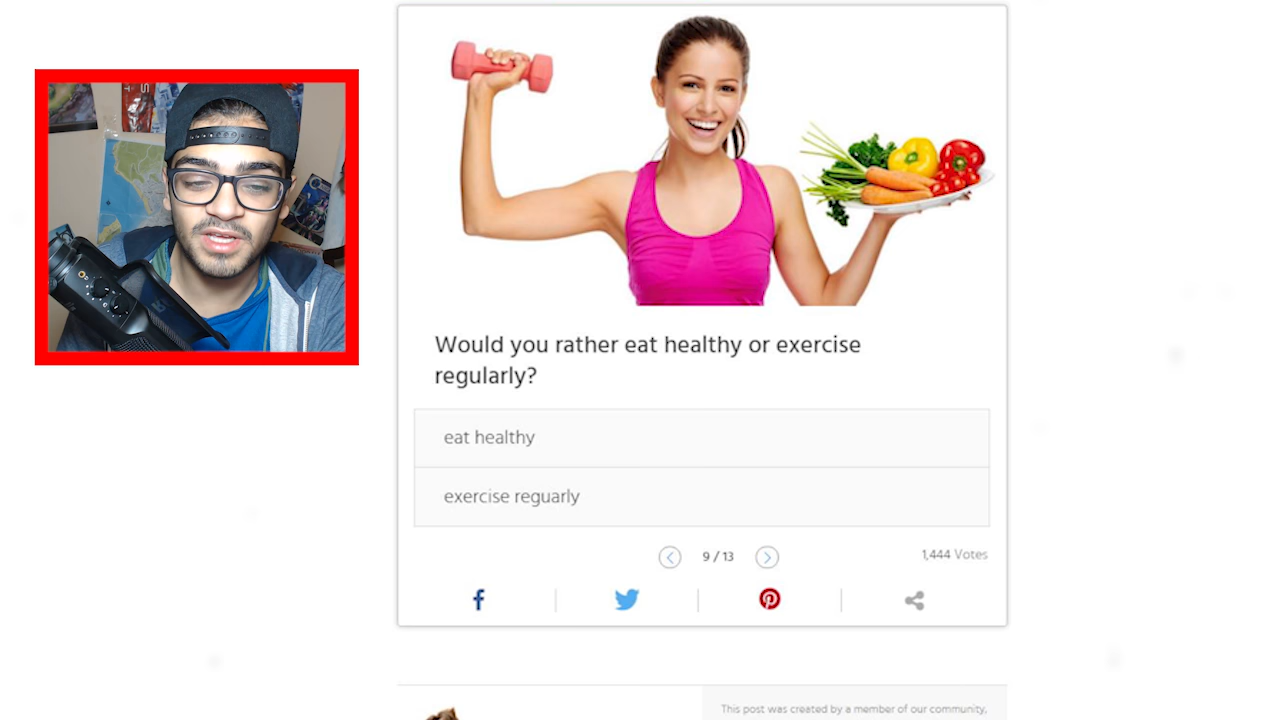 Would you rather eat healthy or exercise
regularly?
eat healthy
exercise reguarly
9 / 13
1,444 Votes
This post was created by a member of our community,